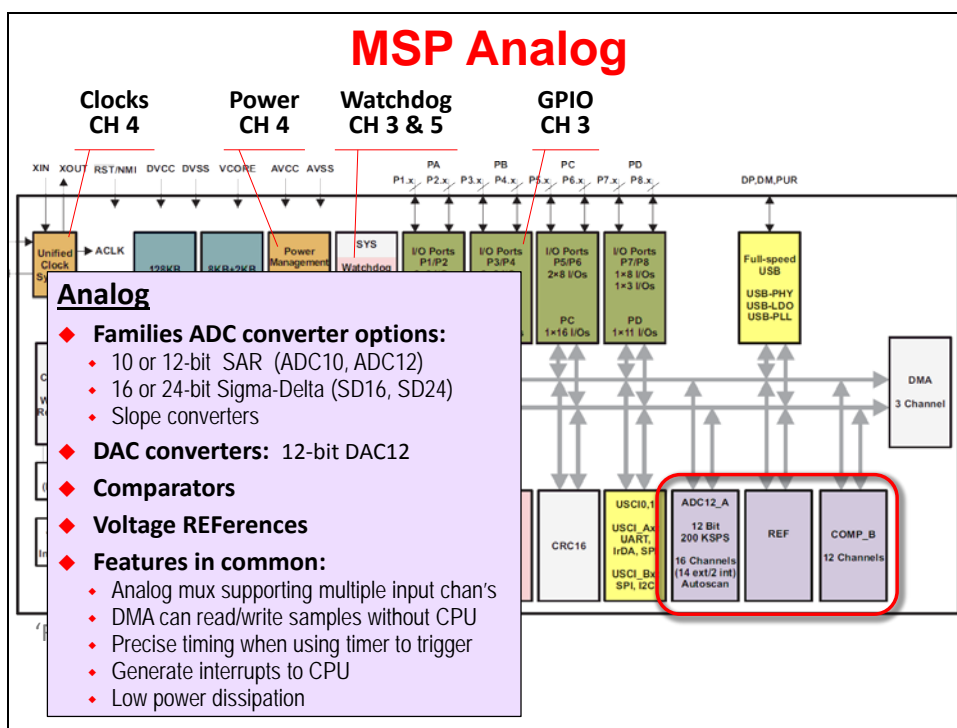 MSP Analog
Clocks
CH 4
Power
CH 4
Watchdog
CH 3 & 5
GPIO
CH 3
XIN XOUT RST/NMI DVCC DVSS VCORE AVCC AVSS
PA
P1.x P2.x
PB
P3.x P4.x
PC
P5.x P6.x
PD
P7.x P8.x
DP,DM,PUR
Unified
Clock
ACLK
128KB
8KB+2KB
Power
Management
SYS
Watchdog
I/O Ports
P1/P2
I/O Ports
P3/P4
I/O Ports
P5/P6
2×8 I/Os
PC
1×16 I/Os
I/O Ports
P7/P8
1×8 I/Os
1×3 I/Os
PD
1×11 I/Os
Full-speed
USB
USB-PHY
USB-LDO
USB-PLL
DMA
3 Channel
Analog
◆ Families ADC converter options:
◆ 10 or 12-bit SAR (ADC10, ADC12)
◆ 16 or 24-bit Sigma-Delta (SD16, SD24)
◆ Slope converters
◆ DAC converters: 12-bit DAC12
◆ Comparators
◆ Voltage REFerences
◆ Features in common:
◆ Analog mux supporting multiple input chan's
◆ DMA can read/write samples without CPU
◆ Precise timing when using timer to trigger
◆ Generate interrupts to CPU
◆ Low power dissipation
CRC16
USCI0,1
USCI_Ax
UART,
IrDA, SPI
USCI_Bx
SPI, I2C
ADC12_A
12 Bit
200 KSPS
16 Channels
(14 ext/2 int)
Autoscan
REF
COMP_B
12 Channels